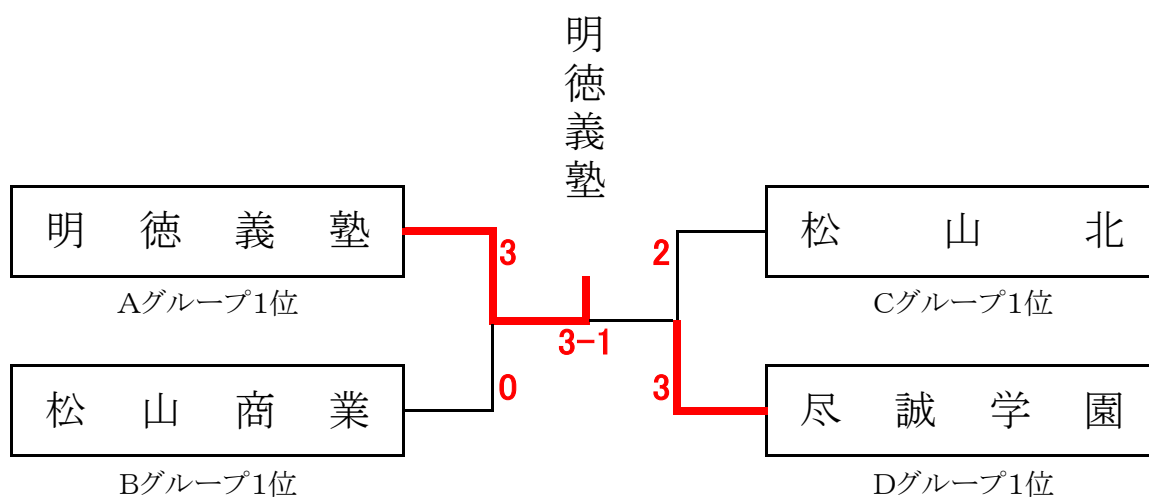 明徳義塾
明徳義塾
松山北
3
2
Aグループ1位
Cグループ1位
3-1
松山商業
0
3
尽誠学園
Bグループ1位
Dグループ1位